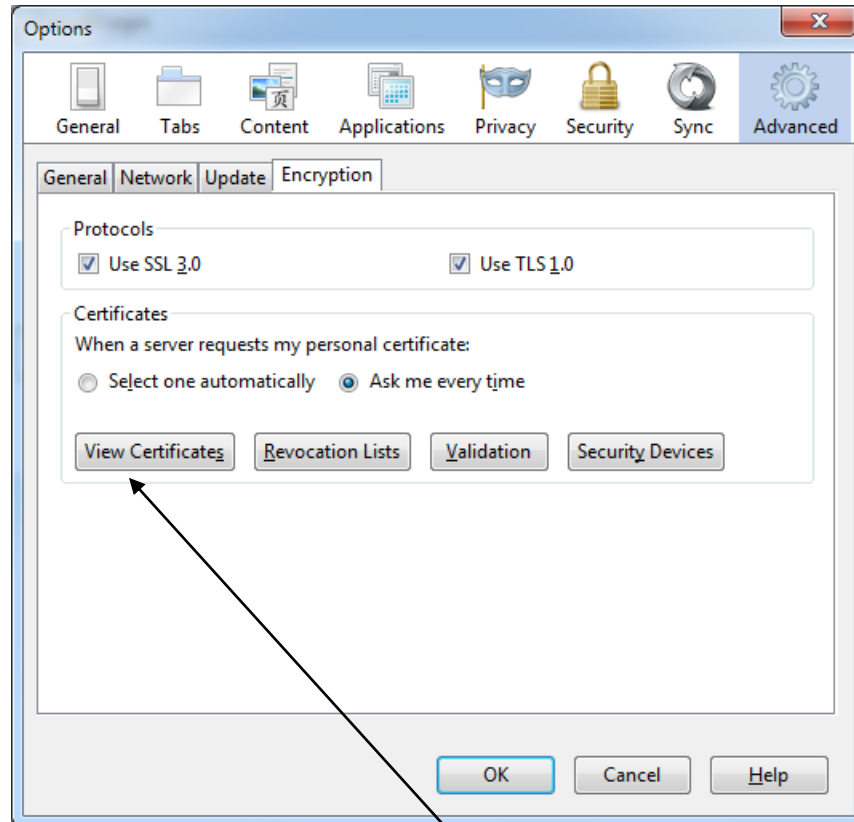 Options
页
General Tabs Content Applications Privacy Security Sync Advanced
General Network Update Encryption
Protocols
Use SSL 3.0 Use TLS 1.0
Certificates
When a server requests my personal certificate:
Select one automatically Ask me every time
View Certificates Revocation Lists Validation Security Devices
OK Cancel Help